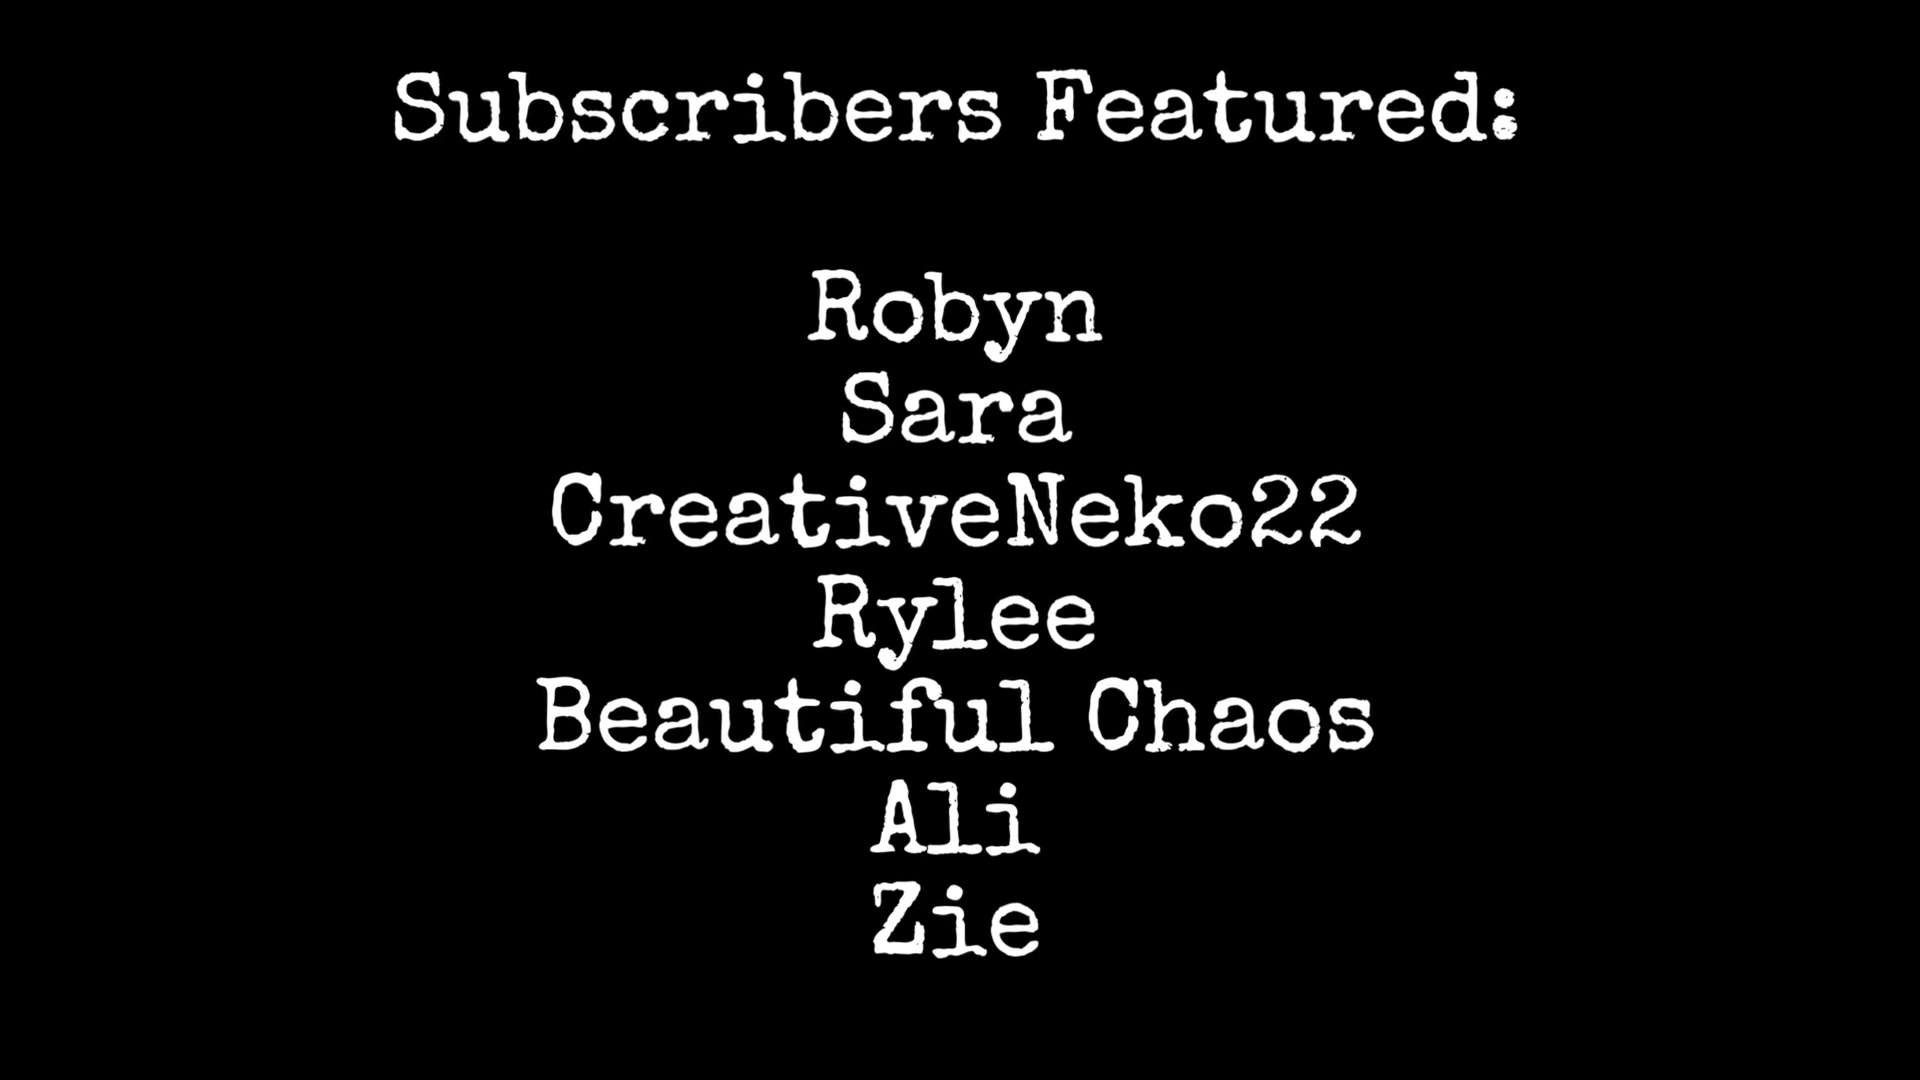 Subscribers Featured:
Robyn
Sara
CreativeNeko22
Rylee
Beautiful Chaos
Ali
Zie